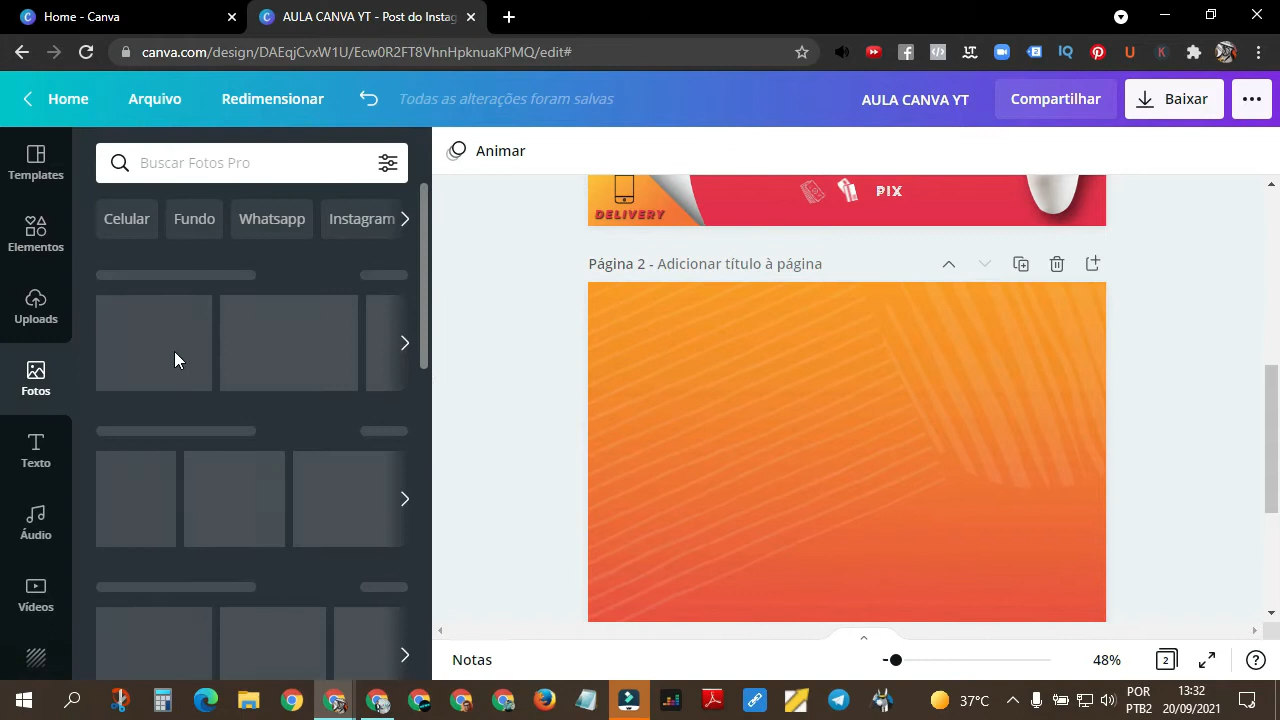 Home - Canva
AULA CANVA YT - Post do Instag
canva.com/design/DAEqjCvxW1U/Ecw0R2FT8VhnHpknuaKPMQ/edit#
Home
Arquivo
Redimensionar
Todas as alterações foram salvas
AULA CANVA YT
Compartilhar
Baixar
Templates
Elementos
Uploads
Fotos
Texto
Áudio
Vídeos
Buscar Fotos Pro
Celular
Fundo
Whatsapp
Instagram
Animar
DELIVERY
PIX
Página 2 - Adicionar título à página
Notas
48%
2
37°C
POR
PTB2
13:32
20/09/2021